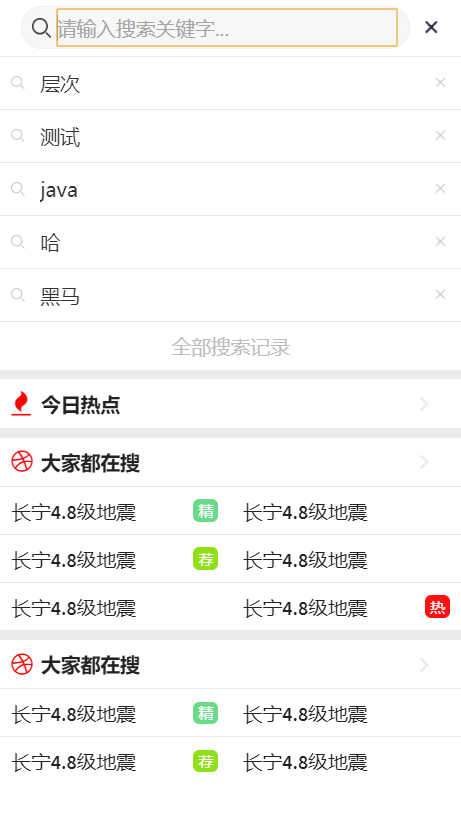 请输入搜索关键字...
层次
测试
java
哈
黑马
全部搜索记录
今日热点
大家都在搜
长宁4.8级地震 精 长宁4.8级地震
长宁4.8级地震 荐 长宁4.8级地震
长宁4.8级地震 长宁4.8级地震 热
大家都在搜
长宁4.8级地震 精 长宁4.8级地震
长宁4.8级地震 荐 长宁4.8级地震